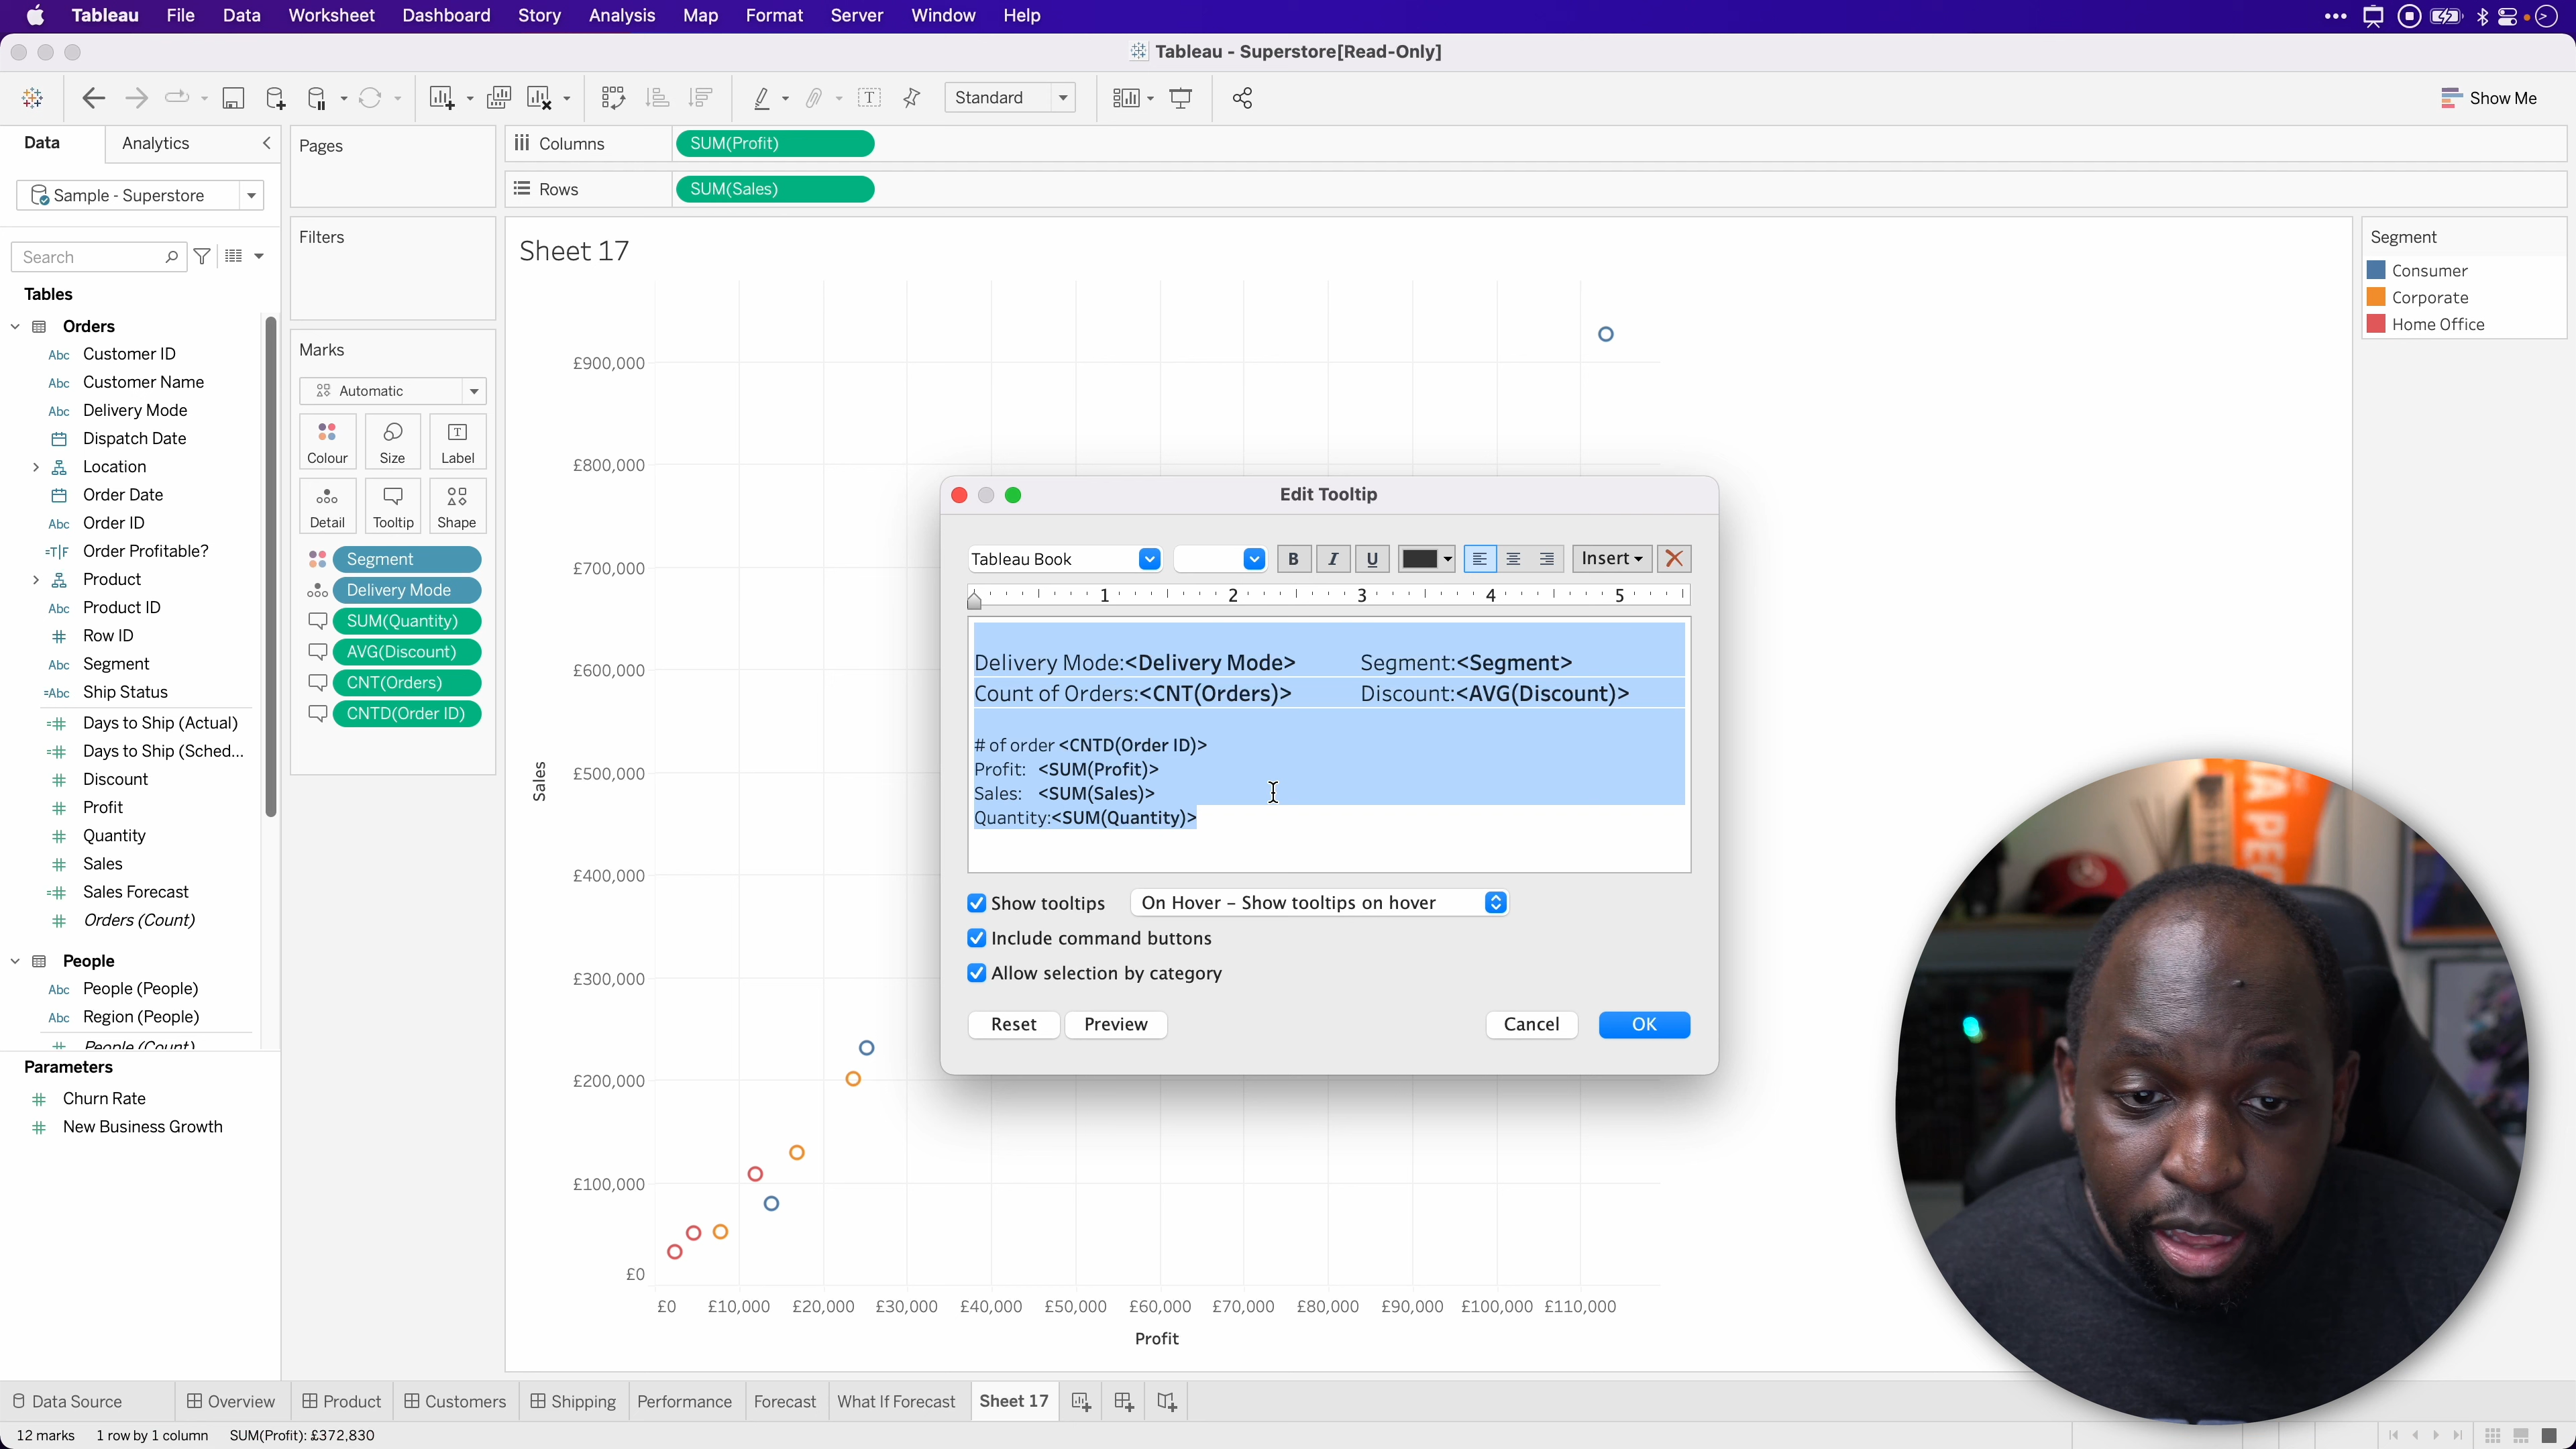 Tableau File Data Worksheet Dashboard Story Analysis Map Format Server Window Help
Tableau - Superstore[Read-Only]
Standard
Show Me
Data Analytics
Sample - Superstore
Search
Tables
Orders
Abc Customer ID
Abc Customer Name
Abc Delivery Mode
Dispatch Date
Location
Order Date
Abc Order ID
=T|F Order Profitable?
Product
Abc Product ID
# Row ID
Abc Segment
=Abc Ship Status
=# Days to Ship (Actual)
=# Days to Ship (Sched...
# Discount
# Profit
# Quantity
# Sales
=# Sales Forecast
# Orders (Count)
People
Abc People (People)
Abc Region (People)
# People (Count)
Parameters
# Churn Rate
# New Business Growth
Pages
Filters
Marks
Automatic
Colour Size Label
Detail Tooltip Shape
Segment
Delivery Mode
SUM(Quantity)
AVG(Discount)
CNT(Orders)
CNTD(Order ID)
Columns SUM(Profit)
Rows SUM(Sales)
Sheet 17
£900,000
£800,000
£700,000
£600,000
£500,000
£400,000
£300,000
£200,000
£100,000
£0
Sales
£0 £10,000 £20,000 £30,000 £40,000 £50,000 £60,000 £70,000 £80,000 £90,000 £100,000 £110,000
Profit
Edit Tooltip
Tableau Book B I U Insert
1 2 3 4 5
Delivery Mode:<Delivery Mode> Segment:<Segment>
Count of Orders:<CNT(Orders)> Discount:<AVG(Discount)>
# of order <CNTD(Order ID)>
Profit: <SUM(Profit)>
Sales: <SUM(Sales)>
Quantity:<SUM(Quantity)>
Show tooltips On Hover – Show tooltips on hover
Include command buttons
Allow selection by category
Reset Preview Cancel OK
Segment
Consumer
Corporate
Home Office
Data Source Overview Product Customers Shipping Performance Forecast What If Forecast Sheet 17
12 marks 1 row by 1 column SUM(Profit): £372,830